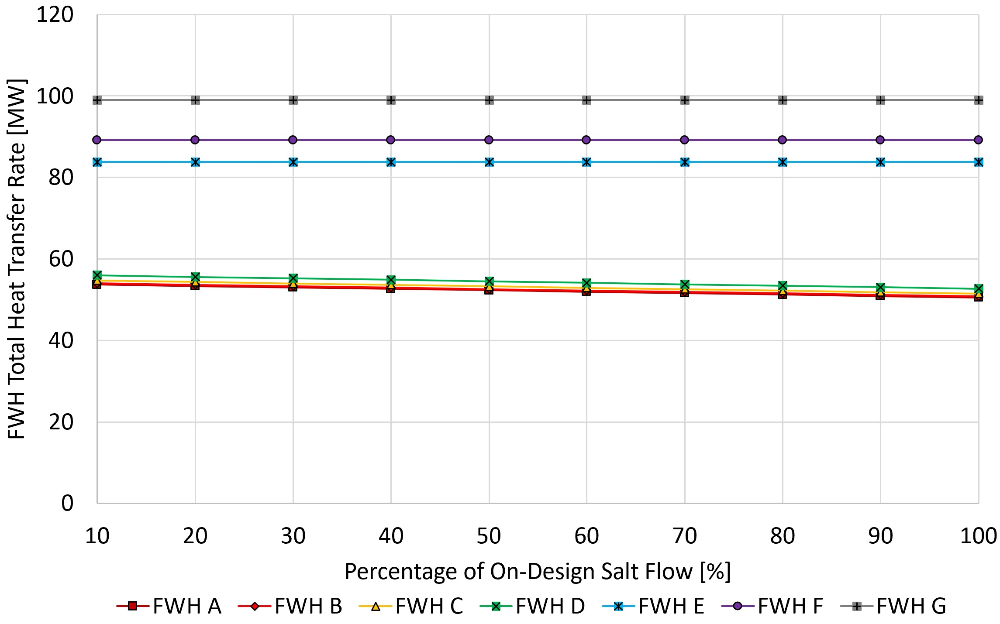 FWH Total Heat Transfer Rate [MW]
120
100
80
60
40
20
0
10 20 30 40 50 60 70 80 90 100
Percentage of On-Design Salt Flow [%]
FWH A FWH B FWH C FWH D FWH E FWH F FWH G